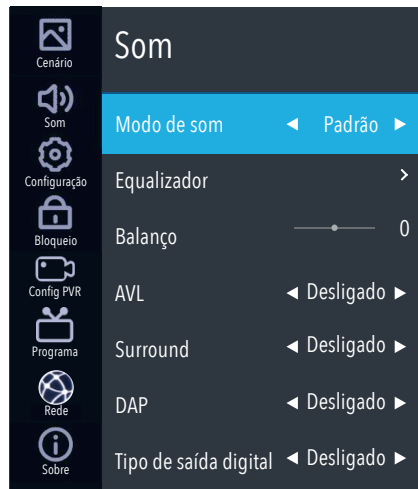 Cenário
Som
Configuração
Bloqueio
Config PVR
Programa
Rede
Sobre
Som
Modo de som Padrão
Equalizador
Balanço 0
AVL Desligado
Surround Desligado
DAP Desligado
Tipo de saída digital Desligado